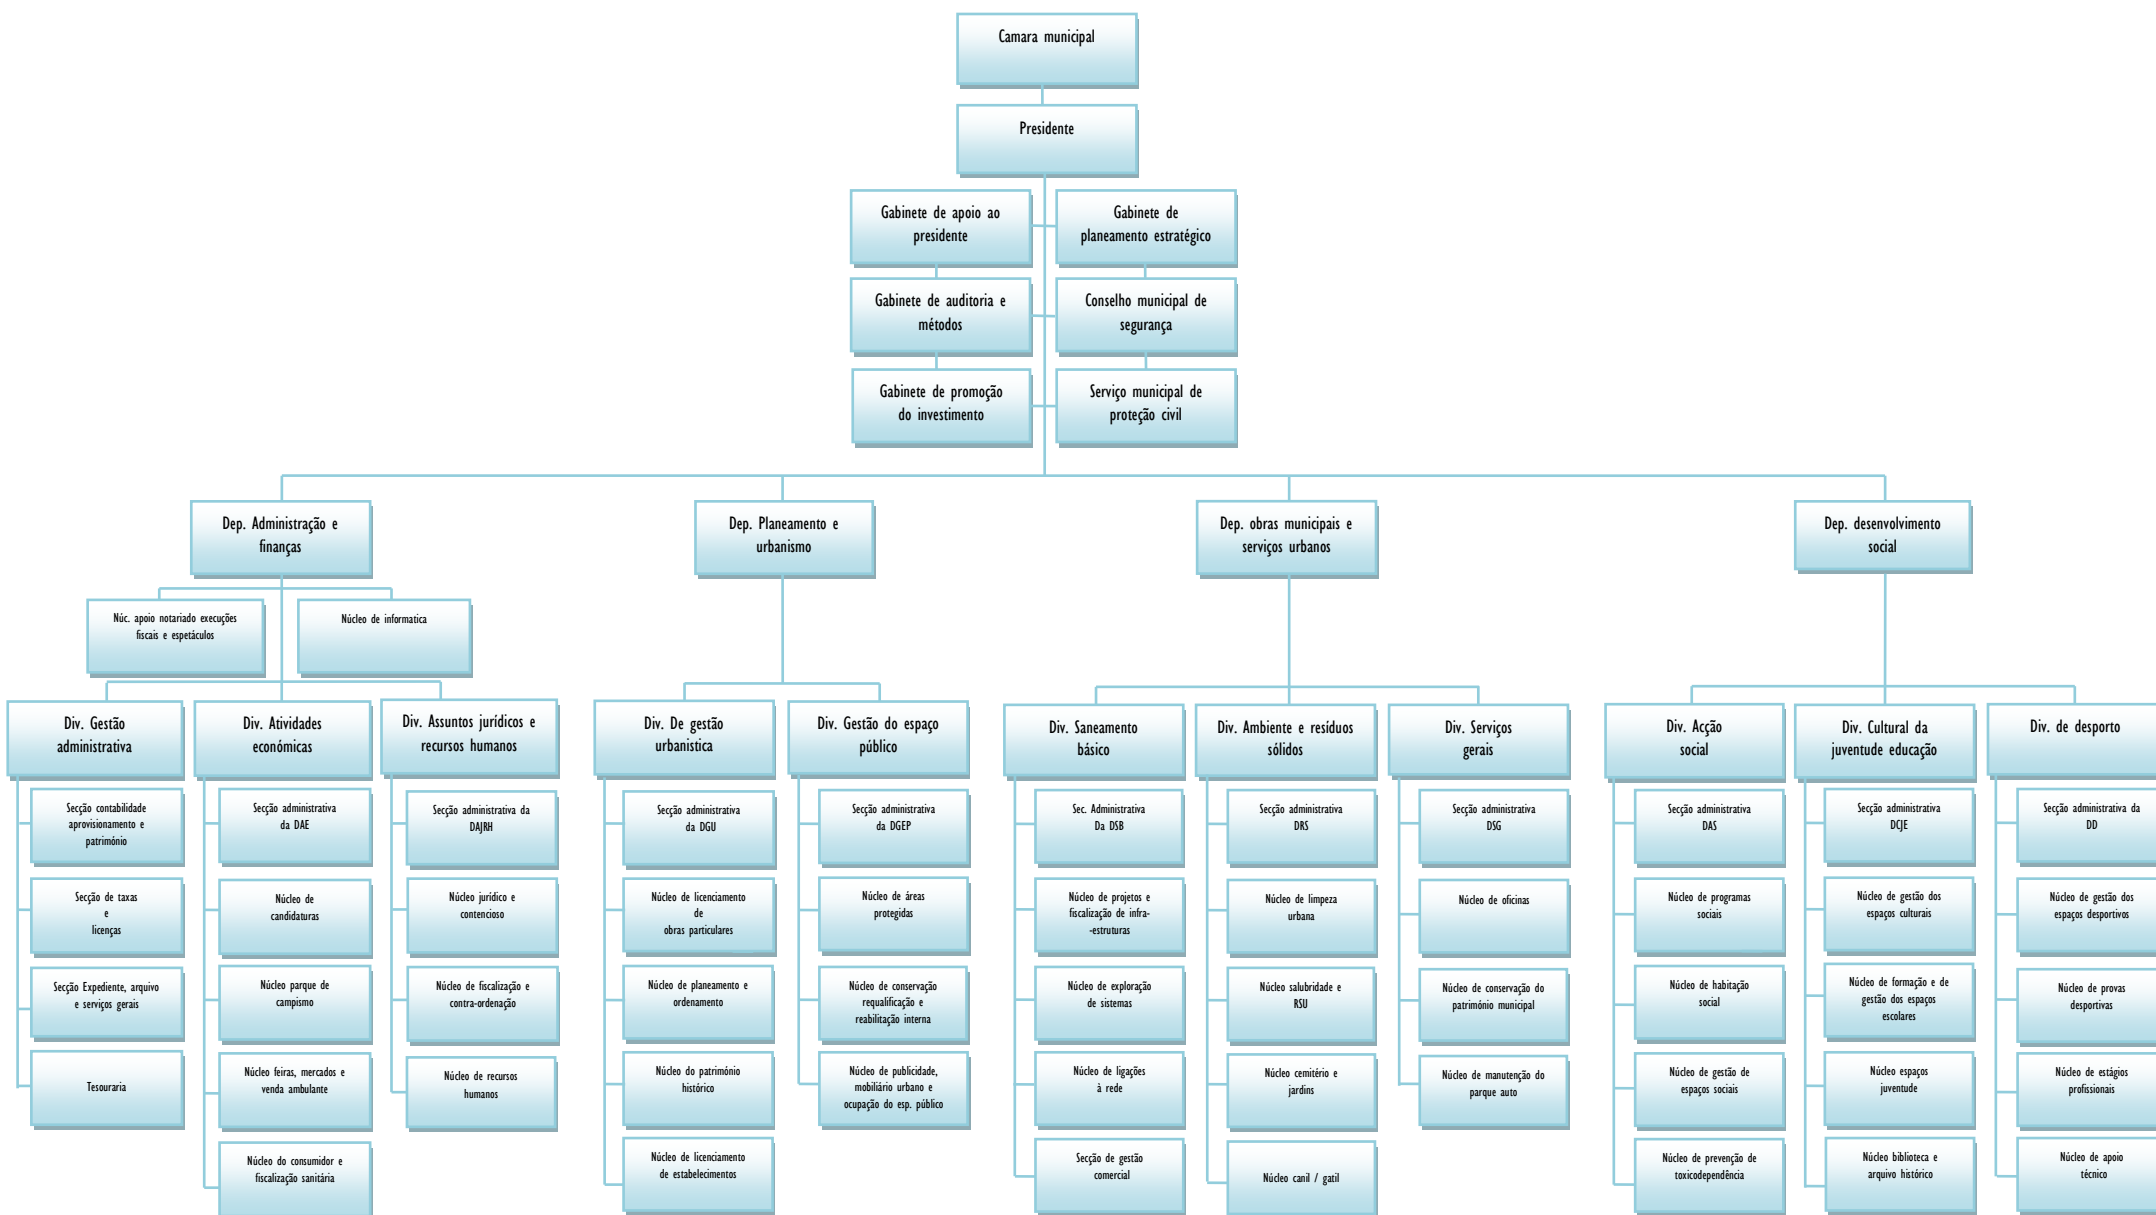 Camara municipal
Presidente
Gabinete de apoio ao
presidente
Gabinete de
planeamento estratégico
Gabinete de auditoria e
métodos
Conselho municipal de
segurança
Gabinete de promoção
do investimento
Serviço municipal de
proteção civil
Dep. Administração e
finanças
Dep. Planeamento e
urbanismo
Dep. obras municipais e
serviços urbanos
Dep. desenvolvimento
social
Núc. apoio notariado execuções
fiscais e espetáculos
Núcleo de informatica
Div. Gestão
administrativa
Div. Atividades
económicas
Div. Assuntos jurídicos e
recursos humanos
Div. De gestão
urbanistica
Div. Gestão do espaço
público
Div. Saneamento
básico
Div. Ambiente e resíduos
sólidos
Div. Serviços
gerais
Div. Acção
social
Div. Cultural da
juventude educação
Div. de desporto
Secção contabilidade
aprovisionamento e
património
Secção de taxas
e
licenças
Secção Expediente, arquivo
e serviços gerais
Tesouraria
Secção administrativa
da DAE
Núcleo de
candidaturas
Núcleo parque de
campismo
Núcleo feiras, mercados e
venda ambulante
Núcleo do consumidor e
fiscalização sanitária
Secção administrativa da
DAJRH
Núcleo jurídico e
contencioso
Núcleo de fiscalização e
contra-ordenação
Núcleo de recursos
humanos
Secção administrativa
da DGU
Núcleo de licenciamento
de
obras particulares
Núcleo de planeamento e
ordenamento
Núcleo do património
histórico
Núcleo de licenciamento
de estabelecimentos
Secção administrativa
da DGEP
Núcleo de áreas
protegidas
Núcleo de conservação
requalificação e
reabilitação interna
Núcleo de publicidade,
mobiliário urbano e
ocupação do esp. público
Sec. Administrativa
Da DSB
Núcleo de projetos e
fiscalização de infra-
-estruturas
Núcleo de exploração
de sistemas
Núcleo de ligações
à rede
Secção de gestão
comercial
Secção administrativa
DRS
Núcleo de limpeza
urbana
Núcleo salubridade e
RSU
Núcleo cemitério e
jardins
Núcleo canil / gatil
Secção administrativa
DSG
Núcleo de oficinas
Núcleo de conservação do
património municipal
Núcleo de manutenção do
parque auto
Secção administrativa
DAS
Núcleo de programas
sociais
Núcleo de habitação
social
Núcleo de gestão de
espaços sociais
Núcleo de prevenção de
toxicodependência
Secção administrativa
DCJE
Núcleo de gestão dos
espaços culturais
Núcleo de formação e de
gestão dos espaços
escolares
Núcleo espaços
juventude
Núcleo biblioteca e
arquivo histórico
Secção administrativa da
DD
Núcleo de gestão dos
espaços desportivos
Núcleo de provas
desportivas
Núcleo de estágios
profissionais
Núcleo de apoio
técnico